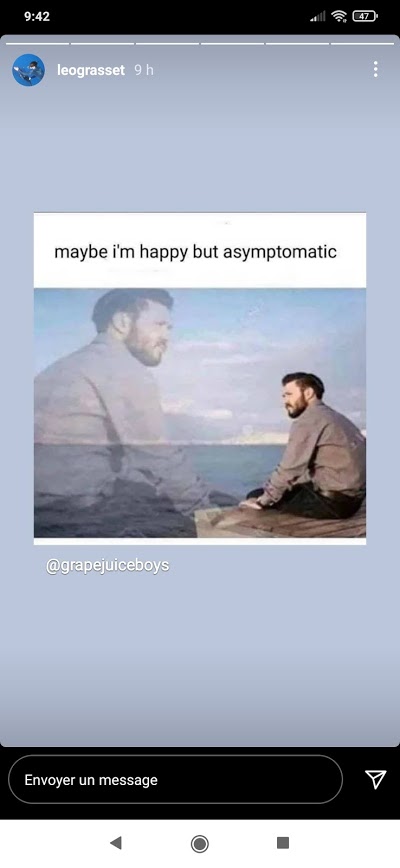 9:42
47
leograsset 9 h
maybe i'm happy but asymptomatic
@grapejuiceboys
Envoyer un message